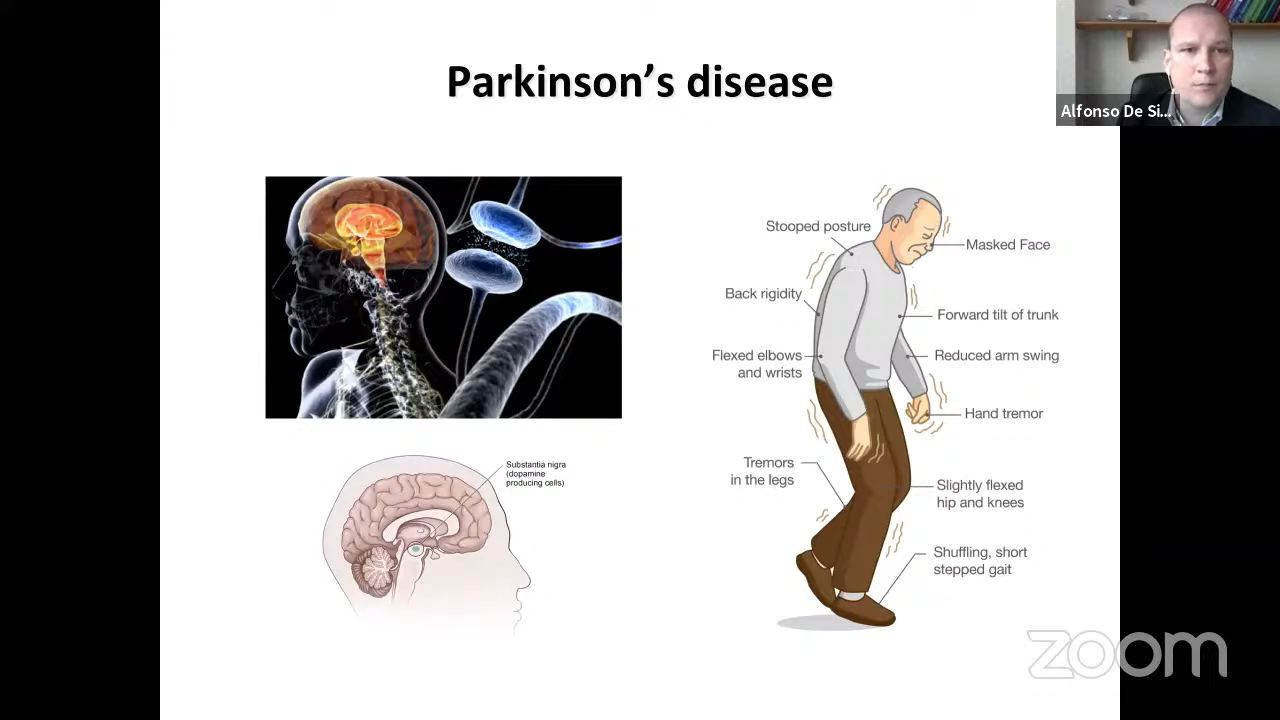 Parkinson's disease
Alfonso De Si...
Stooped posture
Masked Face
Back rigidity
Forward tilt of trunk
Flexed elbows
and wrists
Reduced arm swing
Hand tremor
Tremors
in the legs
Slightly flexed
hip and knees
Shuffling, short
stepped gait
Substantia nigra
(dopamine
producing cells)
zoom